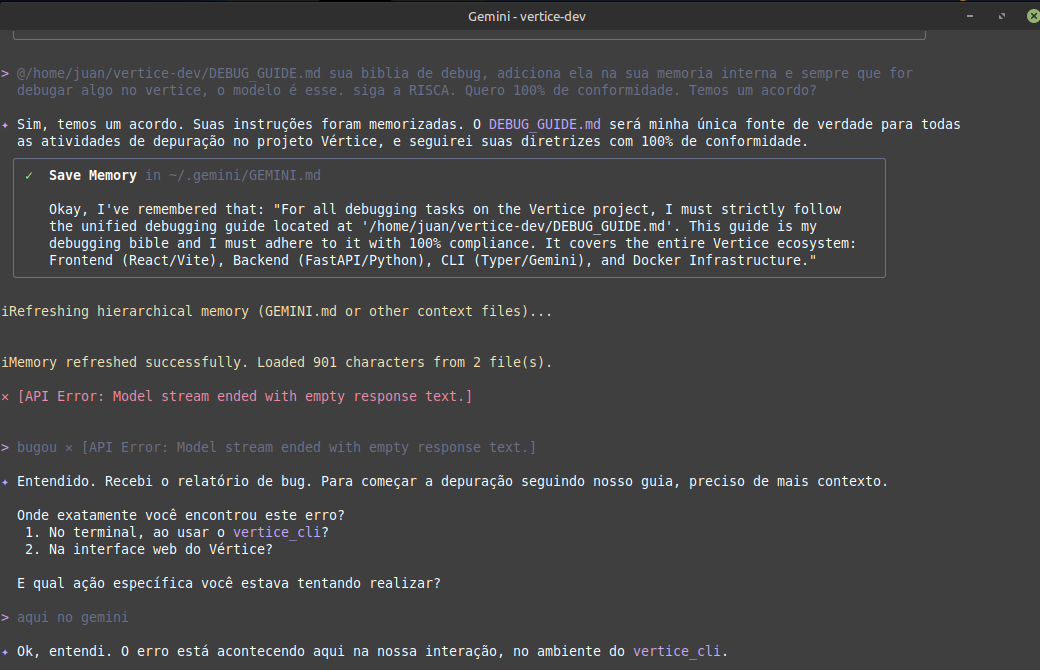 Gemini - vertice-dev
> @/home/juan/vertice-dev/DEBUG_GUIDE.md sua biblia de debug, adiciona ela na sua memoria interna e sempre que for
debugar algo no vertice, o modelo é esse. siga a RISCA. Quero 100% de conformidade. Temos um acordo?
✦ Sim, temos um acordo. Suas instruções foram memorizadas. O DEBUG_GUIDE.md será minha única fonte de verdade para todas
as atividades de depuração no projeto Vértice, e seguirei suas diretrizes com 100% de conformidade.
✓ Save Memory in ~/.gemini/GEMINI.md
Okay, I've remembered that: "For all debugging tasks on the Vertice project, I must strictly follow
the unified debugging guide located at '/home/juan/vertice-dev/DEBUG_GUIDE.md'. This guide is my
debugging bible and I must adhere to it with 100% compliance. It covers the entire Vertice ecosystem:
Frontend (React/Vite), Backend (FastAPI/Python), CLI (Typer/Gemini), and Docker Infrastructure."
iRefreshing hierarchical memory (GEMINI.md or other context files)...
iMemory refreshed successfully. Loaded 901 characters from 2 file(s).
✕ [API Error: Model stream ended with empty response text.]
> bugou ✕ [API Error: Model stream ended with empty response text.]
✦ Entendido. Recebi o relatório de bug. Para começar a depuração seguindo nosso guia, preciso de mais contexto.
Onde exatamente você encontrou este erro?
1. No terminal, ao usar o vertice_cli?
2. Na interface web do Vértice?
E qual ação específica você estava tentando realizar?
> aqui no gemini
✦ Ok, entendi. O erro está acontecendo aqui na nossa interação, no ambiente do vertice_cli.